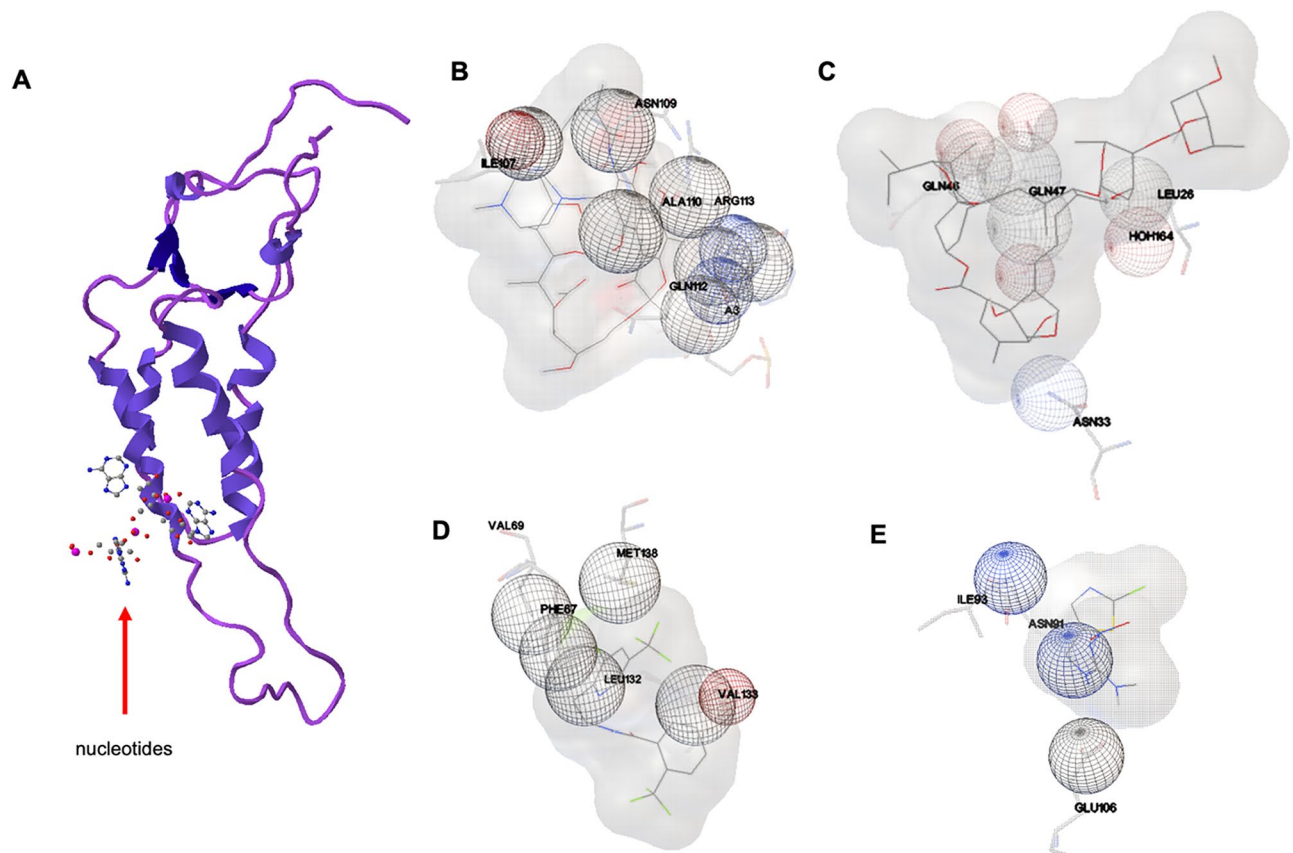 A
nucleotides
B
ASN109
ILE107
ALA110
ARG113
GLN112
A3
C
GLN46
GLN47
LEU26
HOH164
ASN33
D
VAL69
MET138
PHE67
LEU132
VAL133
E
ILE93
ASN91
GLU106